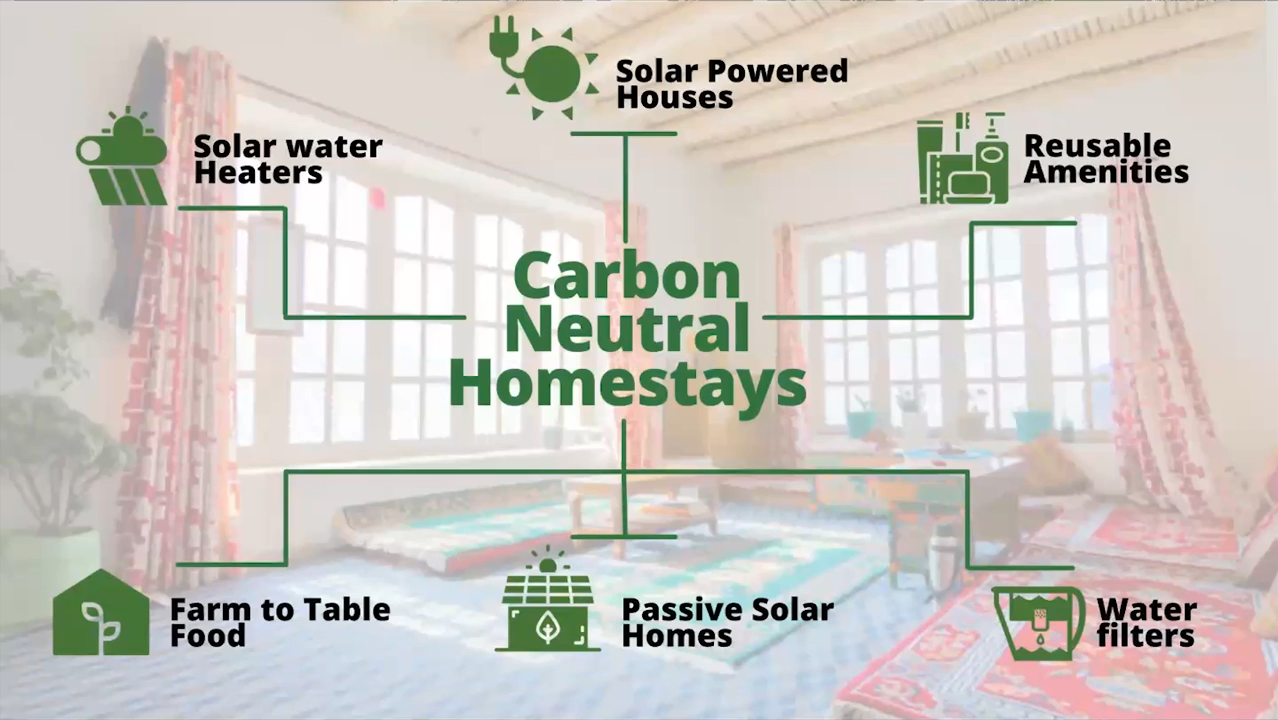 Solar Powered
Houses
Solar water
Heaters
Reusable
Amenities
Carbon
Neutral
Homestays
Farm to Table
Food
Passive Solar
Homes
Water
filters